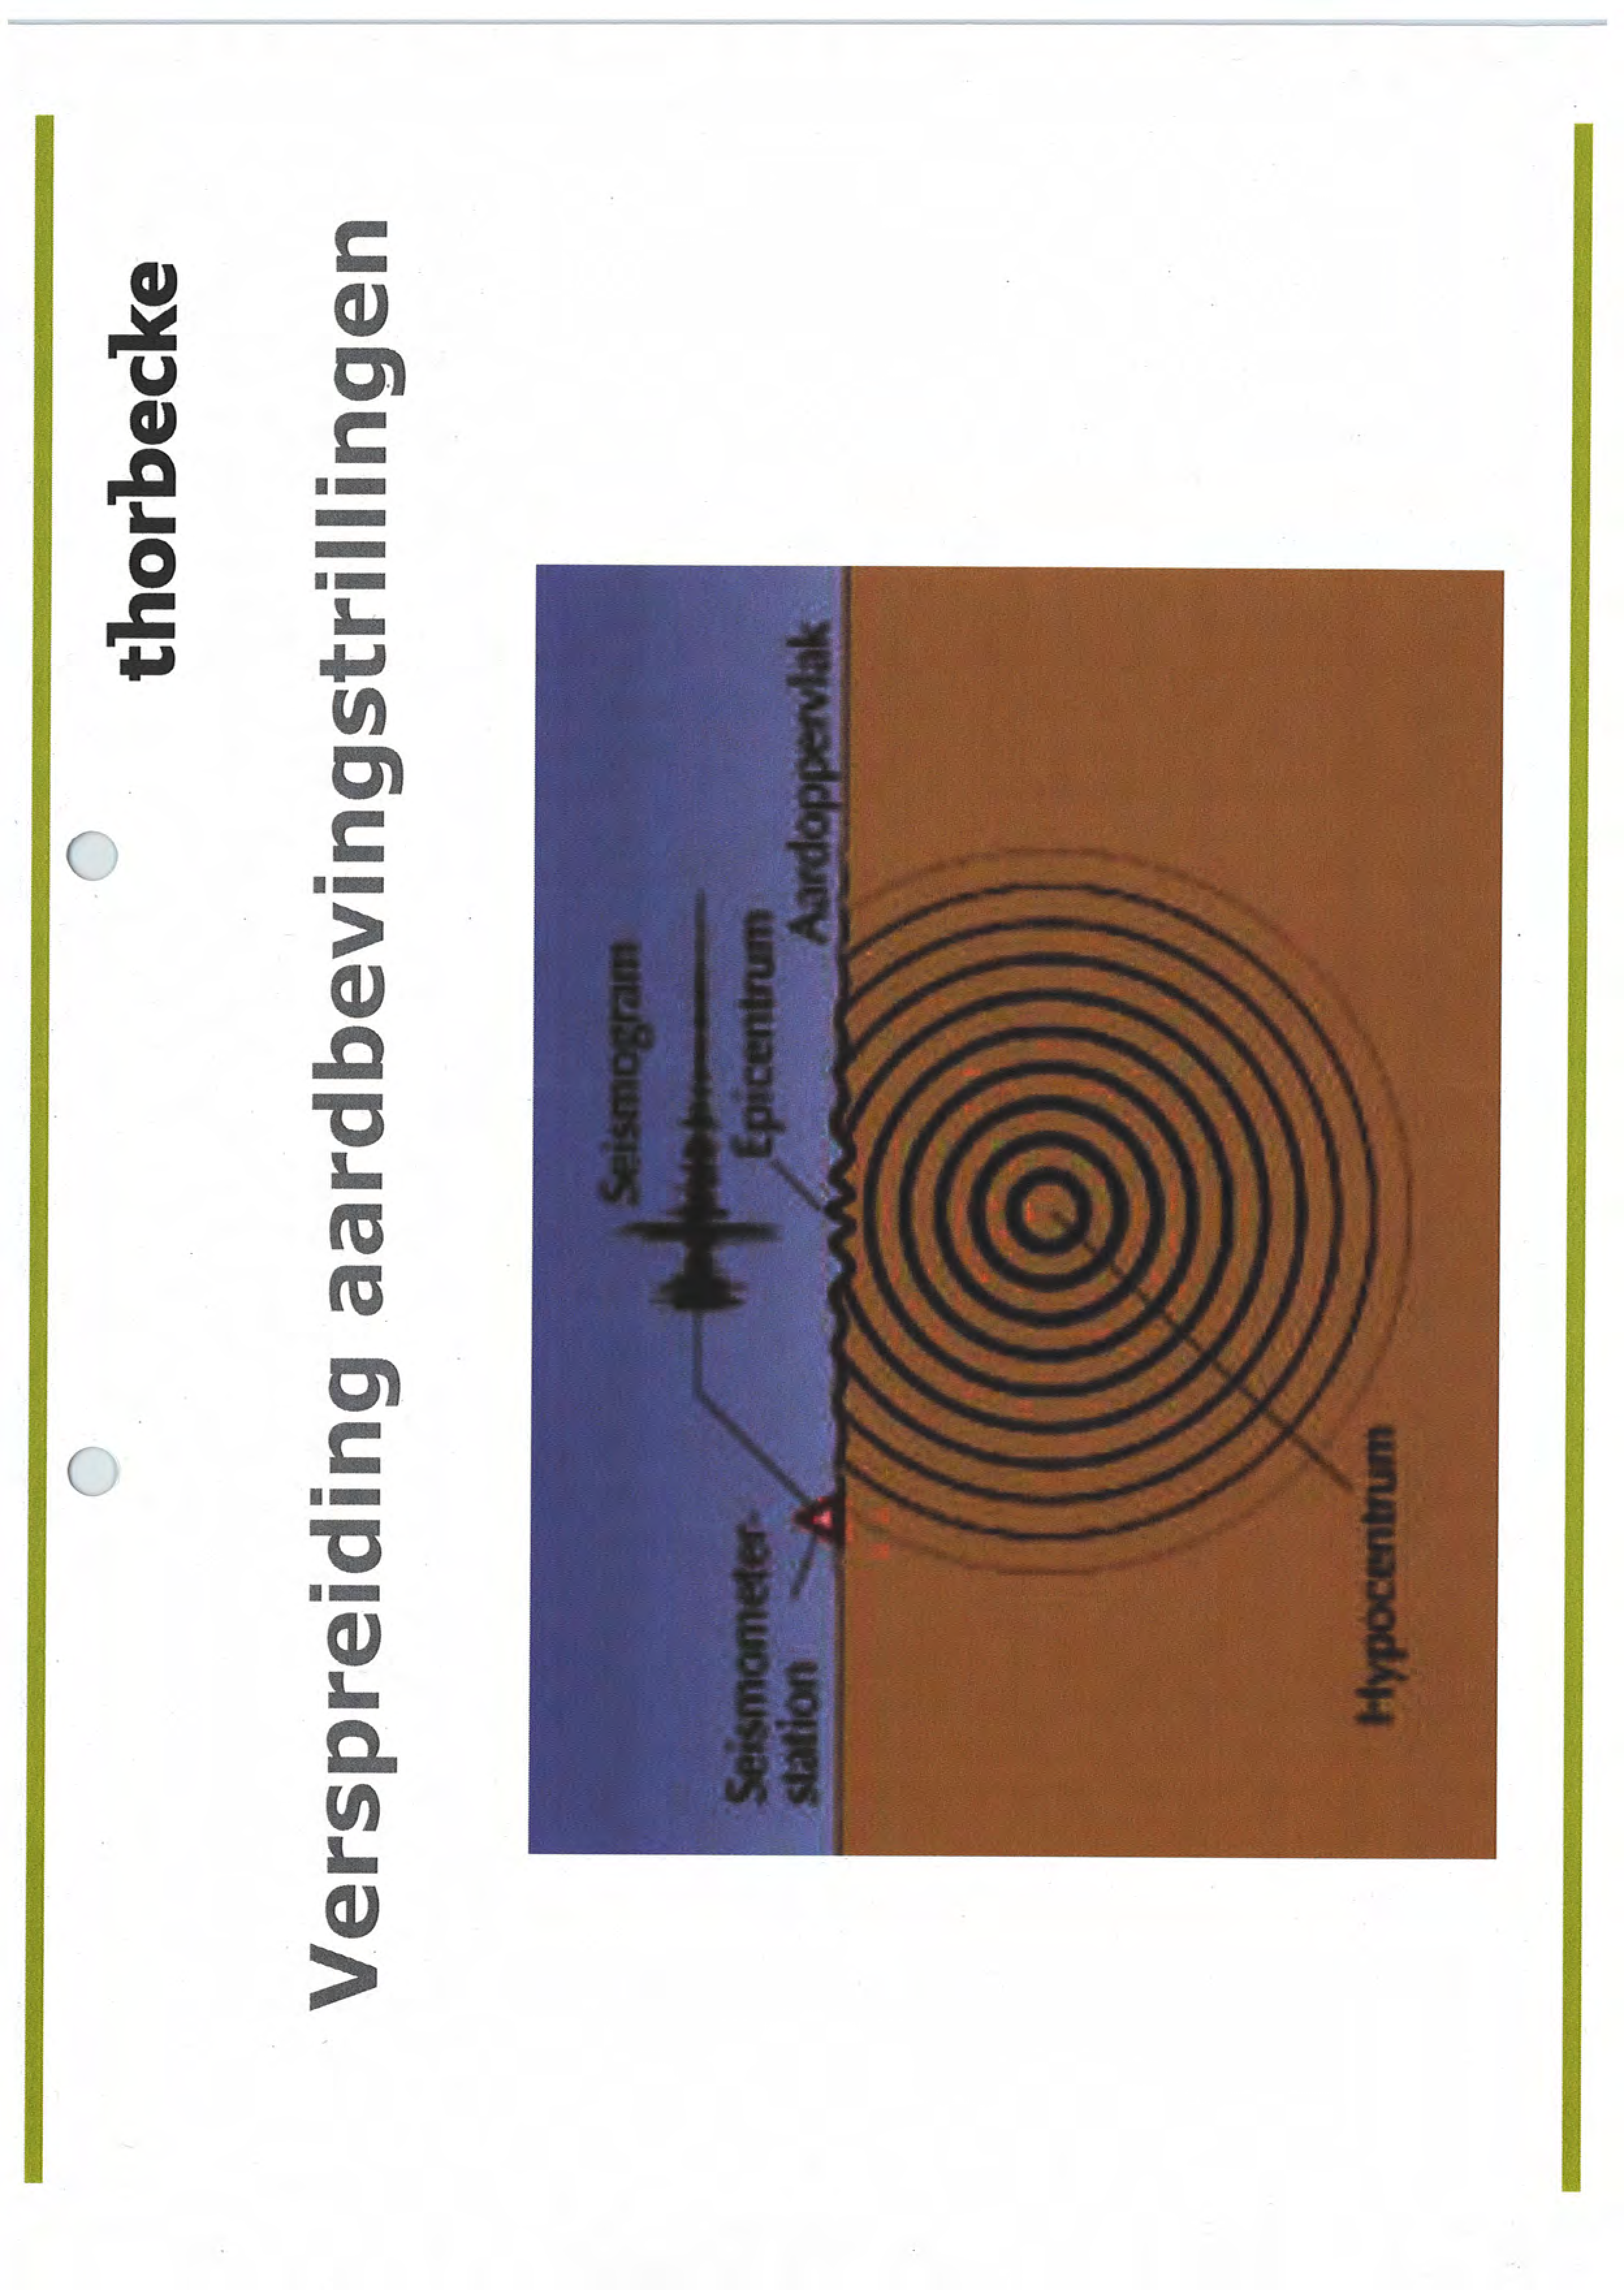 thorbecke
Verspreiding aardbevingstrillingen
Seismogram
Epicentrum
Seismometer-
station
Aardoppervlak
Hypocentrum